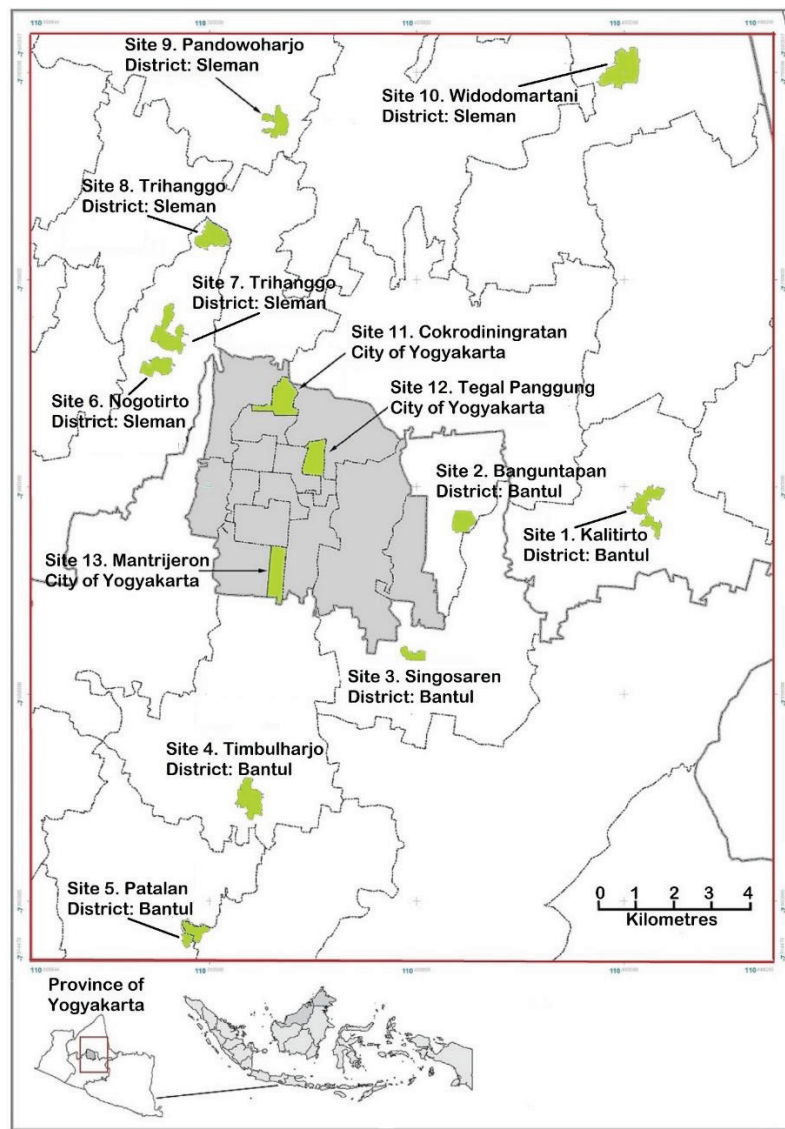 Site 9. Pandowoharjo
District: Sleman
Site 10. Widodomartani
District: Sleman
Site 8. Trihanggo
District: Sleman
Site 7. Trihanggo
District: Sleman
Site 11. Cokrodiningratan
City of Yogyakarta
Site 6. Nogotirto
District: Sleman
Site 12. Tegal Panggung
City of Yogyakarta
Site 2. Banguntapan
District: Bantul
Site 1. Kalitirto
District: Bantul
Site 13. Mantrijeron
City of Yogyakarta
Site 3. Singosaren
District: Bantul
Site 4. Timbulharjo
District: Bantul
Site 5. Patalan
District: Bantul
0 1 2 3 4
Kilometres
Province of
Yogyakarta